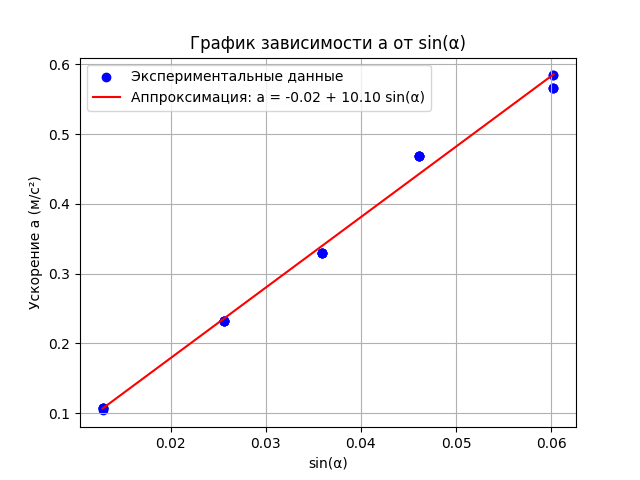 График зависимости a от sin(α)
Экспериментальные данные
Аппроксимация: a = -0.02 + 10.10 sin(α)
Ускорение a (м/с²)
0.6
0.5
0.4
0.3
0.2
0.1
0.02 0.03 0.04 0.05 0.06
sin(α)